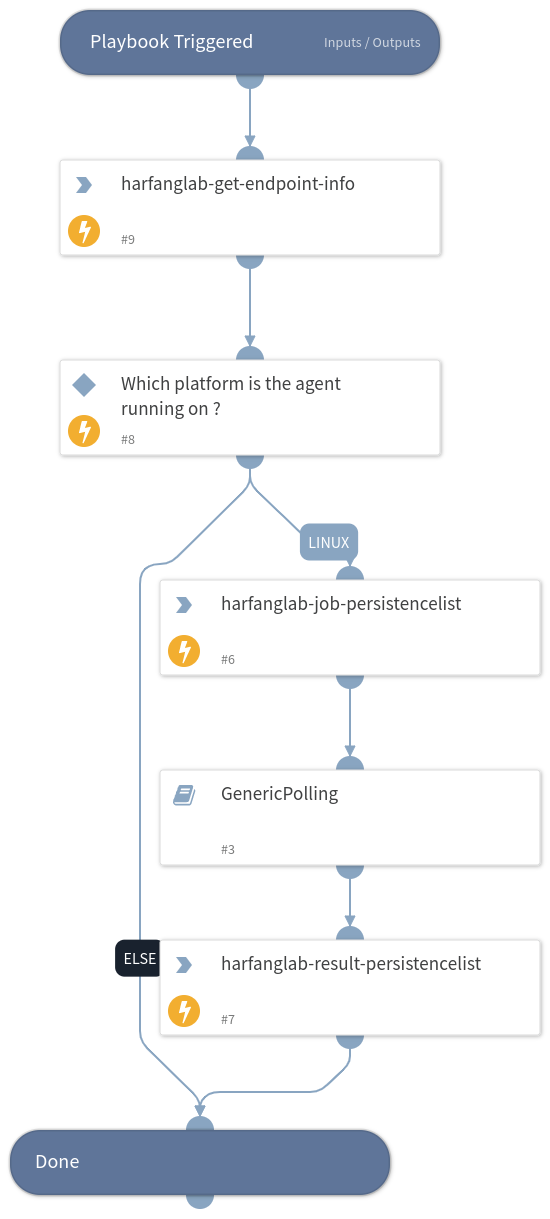 Playbook Triggered
Inputs / Outputs
harfanglab-get-endpoint-info
#9
Which platform is the agent
running on ?
#8
LINUX
harfanglab-job-persistencelist
#6
GenericPolling
#3
ELSE
harfanglab-result-persistencelist
#7
Done